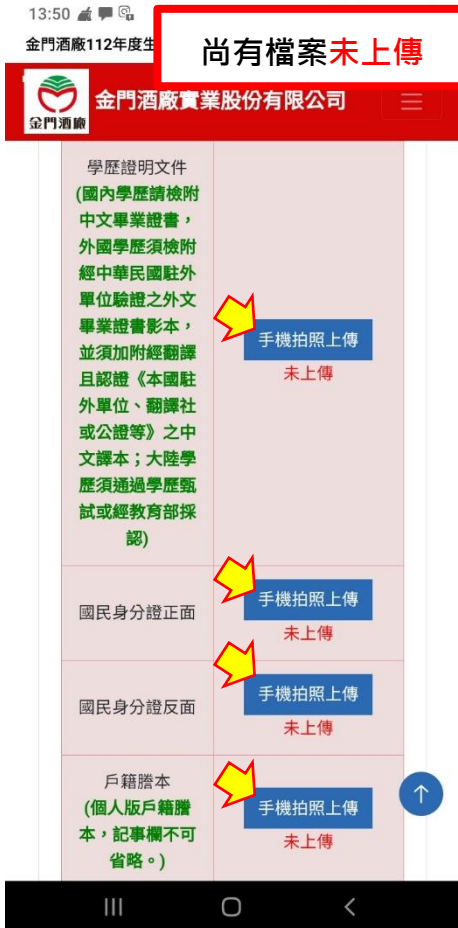 13:50
金門酒廠112年度生
尚有檔案未上傳
金門酒廠
金門酒廠實業股份有限公司
學歷證明文件
(國內學歷請檢附
中文畢業證書，
外國學歷須檢附
經中華民國駐外
單位驗證之外文
畢業證書影本，
並須加附經翻譯
且認證《本國駐
外單位、翻譯社
或公證等》之中
文譯本；大陸學
歷須通過學歷甄
試或經教育部採
認)
手機拍照上傳
未上傳
國民身分證正面
手機拍照上傳
未上傳
國民身分證反面
手機拍照上傳
未上傳
戶籍謄本
(個人版戶籍謄
本，記事欄不可
省略。)
手機拍照上傳
未上傳